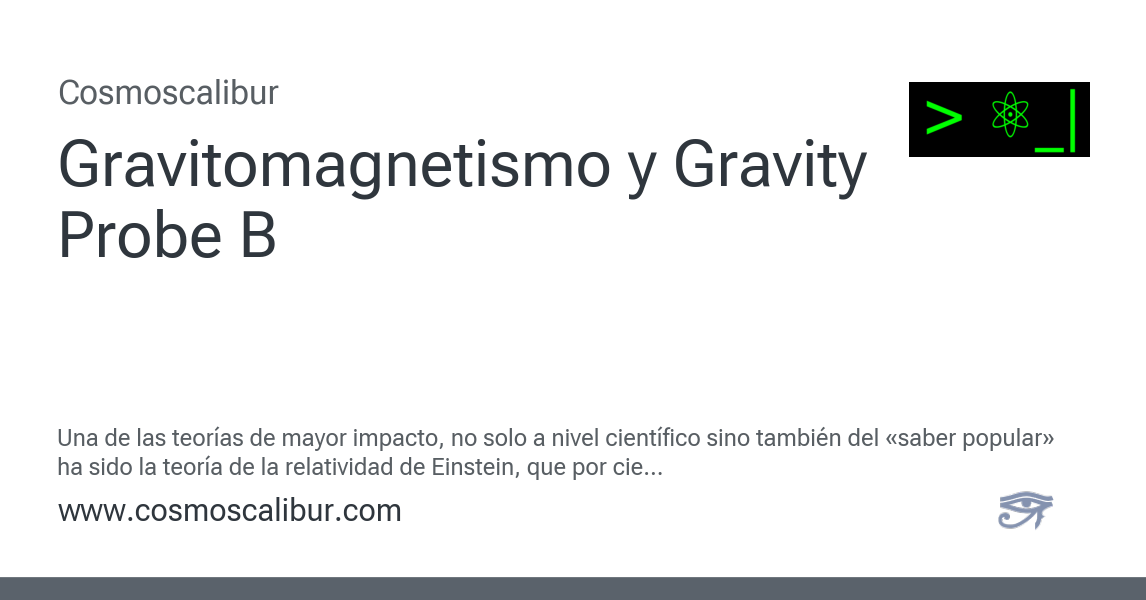 Cosmoscalibur
> _|
Gravitomagnetismo y Gravity
Probe B
Una de las teorías de mayor impacto, no solo a nivel científico sino también del «saber popular»
ha sido la teoría de la relatividad de Einstein, que por cie...
www.cosmoscalibur.com